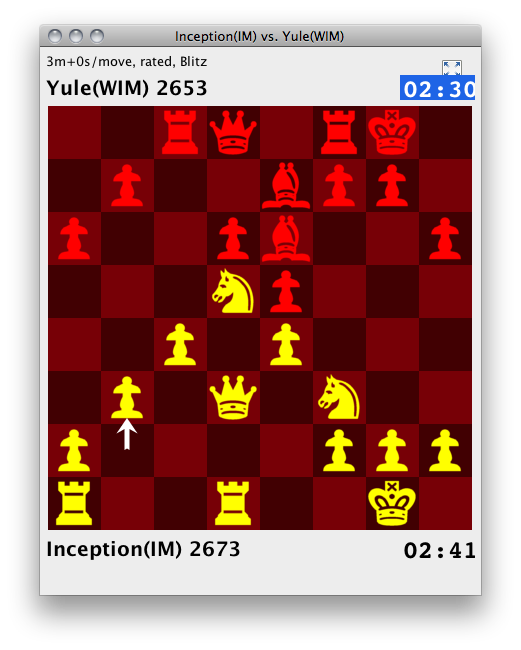 Inception(IM) vs. Yule(WIM)
3m+0s/move, rated, Blitz
Yule(WIM) 2653
02:30
Inception(IM) 2673
02:41